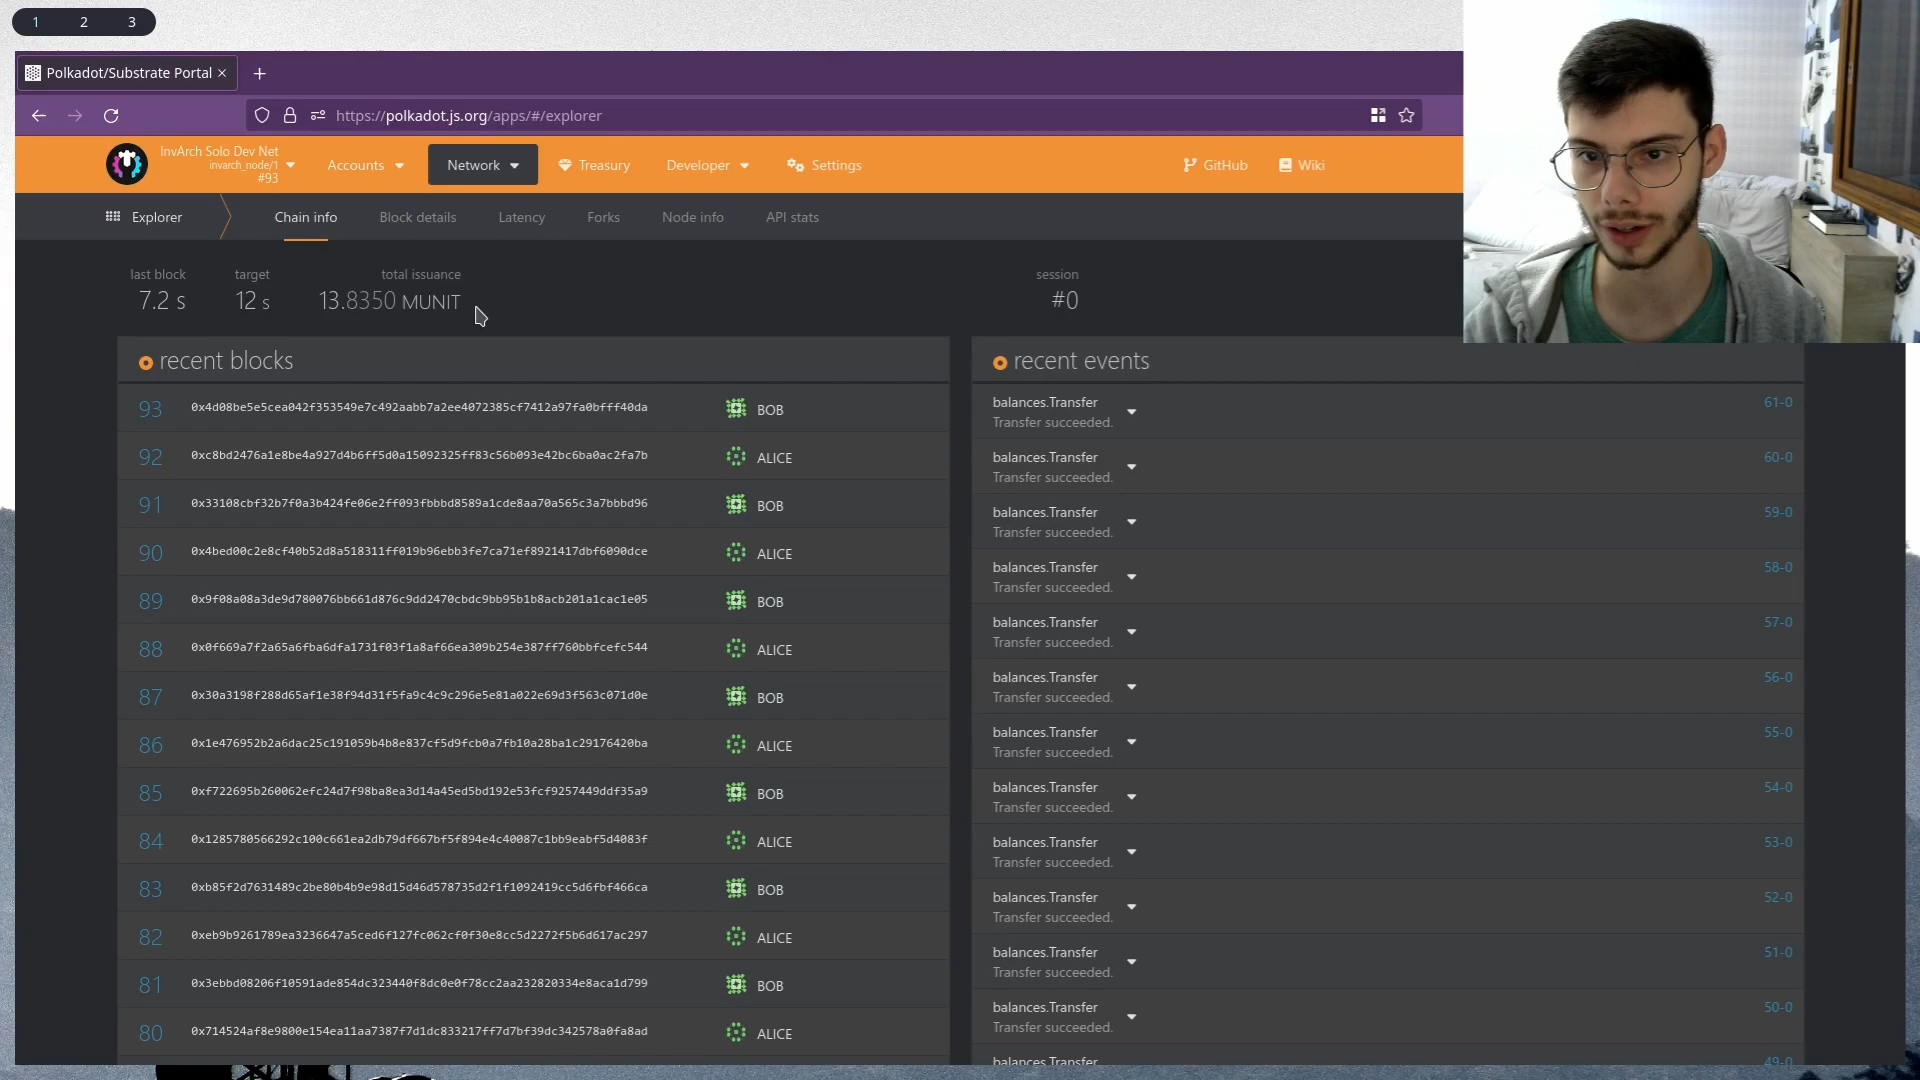 1 2 3
Polkadot/Substrate Portal
https://polkadot.js.org/apps/#/explorer
InvArch Solo Dev Net
invarch_node/1
#93
Accounts
Network
Treasury
Developer
Settings
GitHub
Wiki
Explorer
Chain info
Block details
Latency
Forks
Node info
API stats
last block
7.2 s
target
12 s
total issuance
13.8350 MUNIT
session
#0
recent blocks
93 0x4d08be5e5cea042f353549e7c492aabb7a2ee4072385cf7412a97fa0bfff40da BOB
92 0xc8bd2476a1e8be4a927d4b6ff5d0a15092325ff83c56b093e42bc6ba0ac2fa7b ALICE
91 0x33108cbf32b7f0a3b424fe06e2ff093fbbbd8589a1cde8aa70a565c3a7bbbd96 BOB
90 0x4bed00c2e8cf40b52d8a518311ff019b96ebb3fe7ca71ef8921417dbf6090dce ALICE
89 0x9f08a08a3de9d780076bb661d876c9dd2470cbdc9bb95b1b8acb201a1cac1e05 BOB
88 0x0f669a7f2a65a6fba6dfa1731f03f1a8af66ea309b254e387ff760bbfcefc544 ALICE
87 0x30a3198f288d65af1e38f94d31f5fa9c4c9c296e5e81a022e69d3f563c071d0e BOB
86 0x1e476952b2a6dac25c191059b4b8e837cf5d9fcb0a7fb10a28ba1c29176420ba ALICE
85 0xf722695b260062efc24d7f98ba8ea3d14a45ed5bd192e53fcf9257449ddf35a9 BOB
84 0x1285780566292c100c661ea2db79df667bf5f894e4c40087c1bb9eabf5d4083f ALICE
83 0xb85f2d7631489c2be80b4b9e98d15d46d578735d2f1f1092419cc5d6fbf466ca BOB
82 0xeb9b9261789ea3236647a5ced6f127fc062cf0f30e8cc5d2272f5b6d617ac297 ALICE
81 0x3ebbd08206f10591ade854dc323440f8dc0e0f78cc2aa232820334e8aca1d799 BOB
80 0x714524af8e9800e154ea11aa7387f7d1dc833217ff7d7bf39dc342578a0fa8ad ALICE
recent events
balances.Transfer 61-0
Transfer succeeded.
balances.Transfer 60-0
Transfer succeeded.
balances.Transfer 59-0
Transfer succeeded.
balances.Transfer 58-0
Transfer succeeded.
balances.Transfer 57-0
Transfer succeeded.
balances.Transfer 56-0
Transfer succeeded.
balances.Transfer 55-0
Transfer succeeded.
balances.Transfer 54-0
Transfer succeeded.
balances.Transfer 53-0
Transfer succeeded.
balances.Transfer 52-0
Transfer succeeded.
balances.Transfer 51-0
Transfer succeeded.
balances.Transfer 50-0
Transfer succeeded.
balances.Transfer 49-0